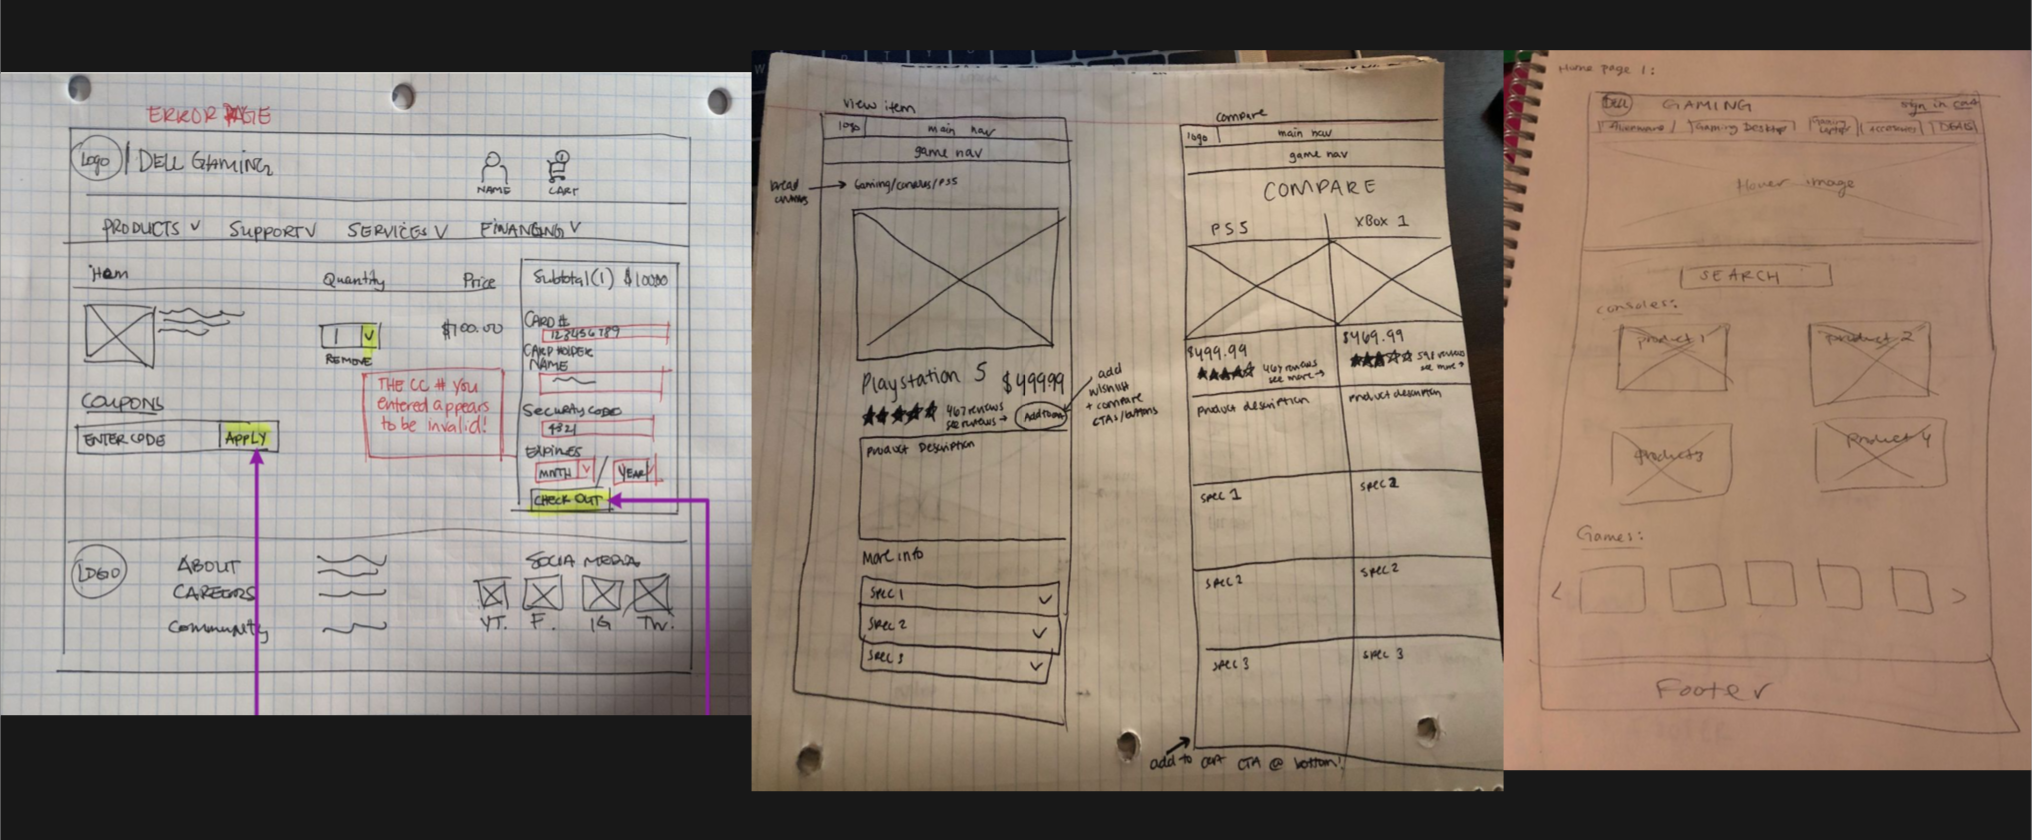 ERROR PAGE
Logo | DELL GAMING
NAME
CART
PRODUCTS SUPPORT SERVICES FINANCING
Item Quantity Price
1
REMOVE
$100.00
COUPONS
ENTER CODE APPLY
THE CC # YOU
entered appears
to be invalid!
Subtotal (1) $100.00
CARD #
123456789
CARD HOLDER
NAME
Security CODE
4321
EXPIRES
MNTH / YEAR
CHECK OUT
LOGO
ABOUT
CAREERS
Community
SOCIA MEDIA
YT. F. IG Tw.
View item
logo main nav
game nav
bread
Gaming/consoles/PS5
Playstation 5 $499.99
467 reviews
see reviews →
add
wishlist
+ compare
CTAs/buttons
Product Description
More info
SPEC 1
SPEC 2
SPEC 3
Compare
logo main nav
game nav
COMPARE
PS5 XBox 1
$499.99 $469.99
467 reviews
see more →
598 reviews
see more →
product description product description
SPEC 1 SPEC 2
SPEC 2 SPEC 2
SPEC 3 SPEC 3
add to cart CTA @ bottom!
Home page 1:
Dell GAMING sign in cart
Alienware / Gaming Desktop Gaming Laptop accessories DEALS
Hover image
SEARCH
consoles:
product 1 product 2
product 3 product 4
Games:
< >
Footer